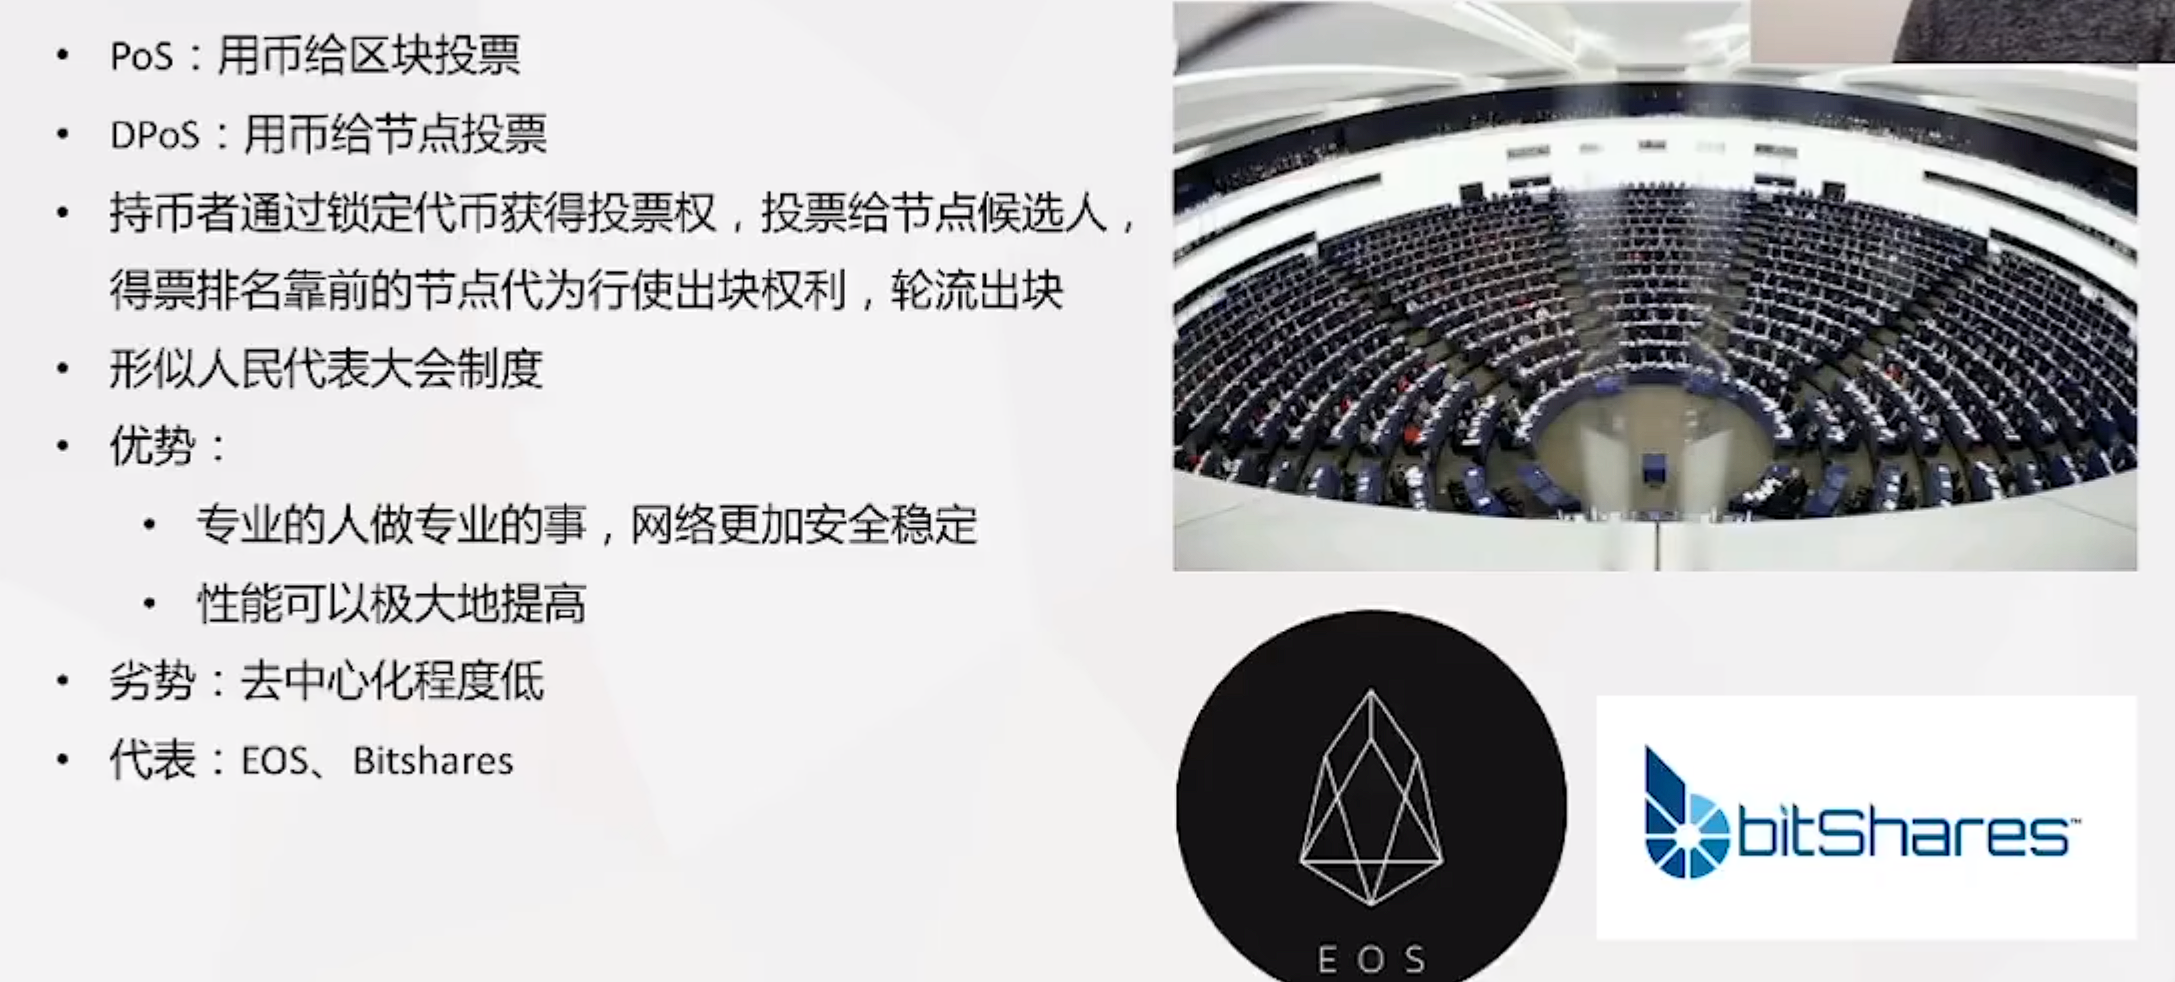 • PoS：用币给区块投票
• DPoS：用币给节点投票
• 持币者通过锁定代币获得投票权，投票给节点候选人，
得票排名靠前的节点代为行使出块权利，轮流出块
• 形似人民代表大会制度
• 优势：
• 专业的人做专业的事，网络更加安全稳定
• 性能可以极大地提高
• 劣势：去中心化程度低
• 代表：EOS、Bitshares
EOS
bitShares™